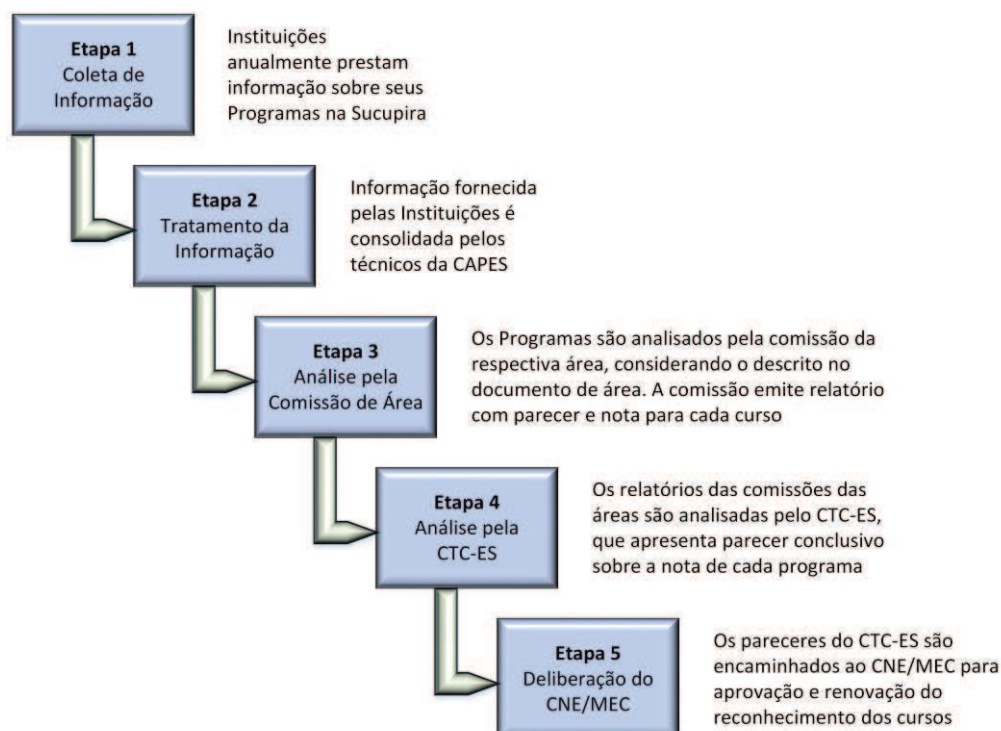 Etapa 1
Coleta de
Informação
Instituições
anualmente prestam
informação sobre seus
Programas na Sucupira
Etapa 2
Tratamento da
Informação
Informação fornecida
pelas Instituições é
consolidada pelos
técnicos da CAPES
Etapa 3
Análise pela
Comissão de Área
Os Programas são analisados pela comissão da
respectiva área, considerando o descrito no
documento de área. A comissão emite relatório
com parecer e nota para cada curso
Etapa 4
Análise pela
CTC-ES
Os relatórios das comissões das
áreas são analisadas pelo CTC-ES,
que apresenta parecer conclusivo
sobre a nota de cada programa
Etapa 5
Deliberação do
CNE/MEC
Os pareceres do CTC-ES são
encaminhados ao CNE/MEC para
aprovação e renovação do
reconhecimento dos cursos